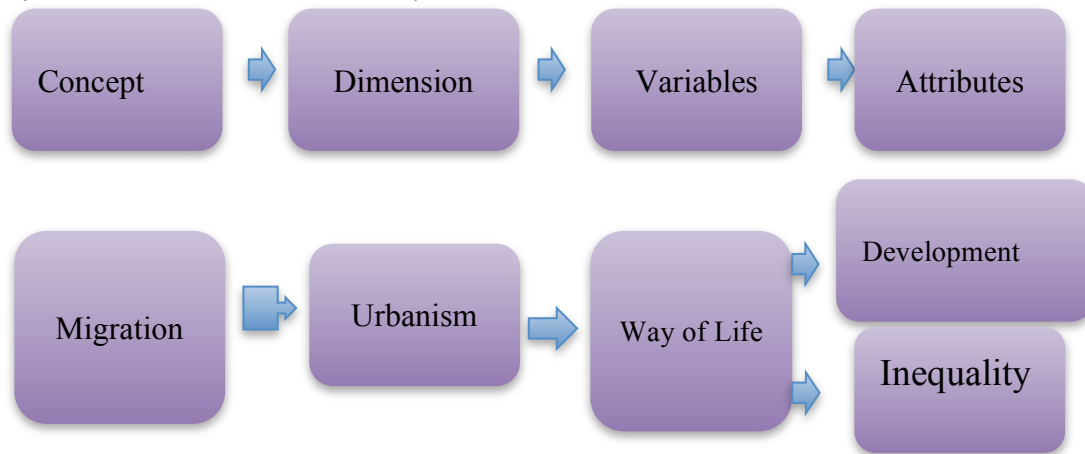 Concept
Dimension
Variables
Attributes
Migration
Urbanism
Way of Life
Development
Inequality